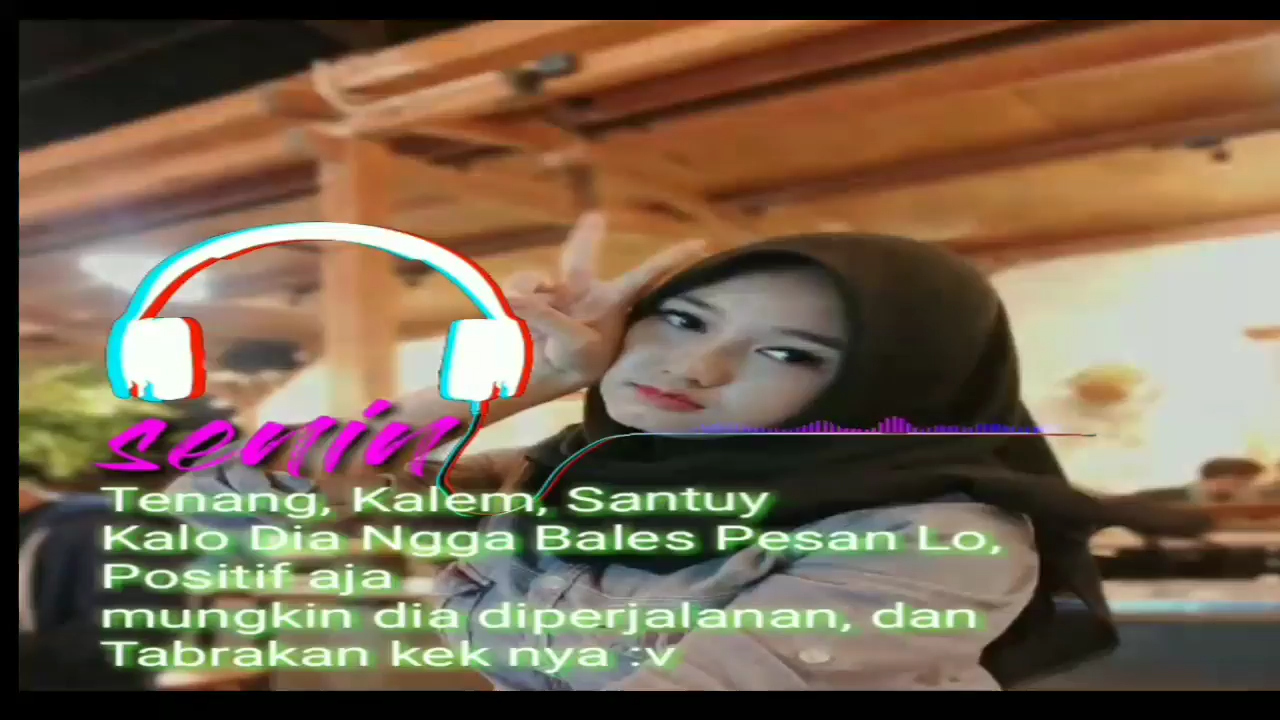 senin
Tenang, Kalem, Santuy
Kalo Dia Ngga Bales Pesan Lo,
Positif aja
mungkin dia diperjalanan, dan
Tabrakan kek nya :v